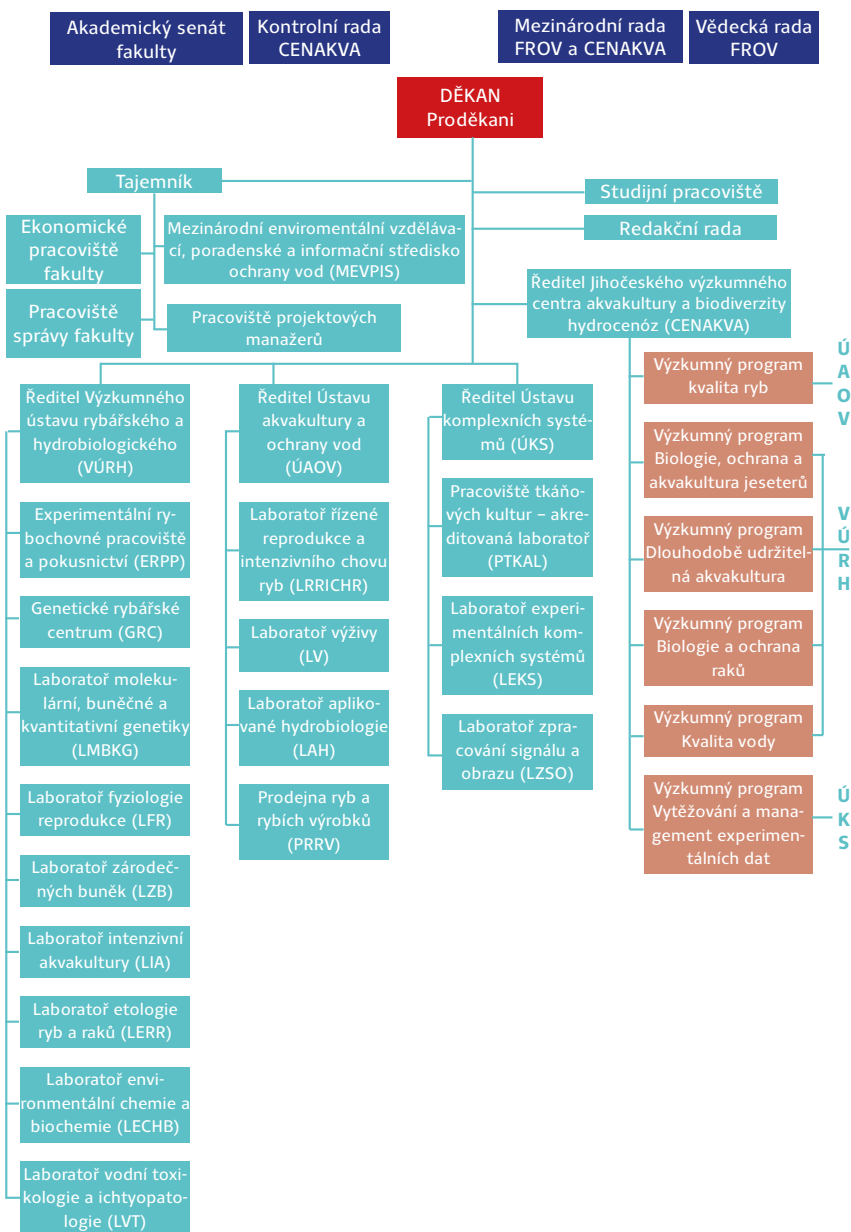 Akademický senát
fakulty
Kontrolní rada
CENAKVA
Mezinárodní rada
FROV a CENAKVA
Vědecká rada
FROV
DĚKAN
Proděkani
Tajemník
Studijní pracoviště
Ekonomické
pracoviště
fakulty
Mezinárodní enviromentální vzděláva-
cí, poradenské a informační středisko
ochrany vod (MEVPIS)
Redakční rada
Pracoviště
správy fakulty
Pracoviště projektových
manažerů
Ředitel Jihočeského výzkumného
centra akvakultury a biodiverzity
hydrocenóz (CENAKVA)
Ředitel Výzkumného
ústavu rybářského a
hydrobiologického
(VÚRH)
Experimentální ry-
bochovné pracoviště
a pokusnictví (ERPP)
Genetické rybářské
centrum (GRC)
Laboratoř moleku-
lární, buněčné a
kvantitativní genetiky
(LMBKG)
Laboratoř fyziologie
reprodukce (LFR)
Laboratoř zárodeč-
ných buněk (LZB)
Laboratoř intenzivní
akvakultury (LIA)
Laboratoř etologie
ryb a raků (LERR)
Laboratoř envi-
ronmentální chemie a
biochemie (LECHB)
Laboratoř vodní toxi-
kologie a ichtyopato-
logie (LVT)
Ředitel Ústavu
akvakultury a
ochrany vod
(ÚAOV)
Laboratoř řízené
reprodukce a
intenzivního chovu
ryb (LRRICHR)
Laboratoř výživy
(LV)
Laboratoř apliko-
vané hydrobiologie
(LAH)
Prodejna ryb a
rybích výrobků
(PRRV)
Ředitel Ústavu
komplexních systé-
mů (ÚKS)
Pracoviště tkáňo-
vých kultur – akre-
ditovaná laboratoř
(PTKAL)
Laboratoř experi-
mentálních kom-
plexních systémů
(LEKS)
Laboratoř zpra-
cování signálu a
obrazu (LZSO)
Výzkumný program
kvalita ryb
Výzkumný program
Biologie, ochrana a
akvakultura jeseterů
Výzkumný program
Dlouhodobě udržitel-
ná akvakultura
Výzkumný program
Biologie a ochrana
raků
Výzkumný program
Kvalita vody
Výzkumný program
Vytěžování a mana-
gement experimen-
tálních dat
Ú
A
O
V
V
Ú
R
H
Ú
K
S